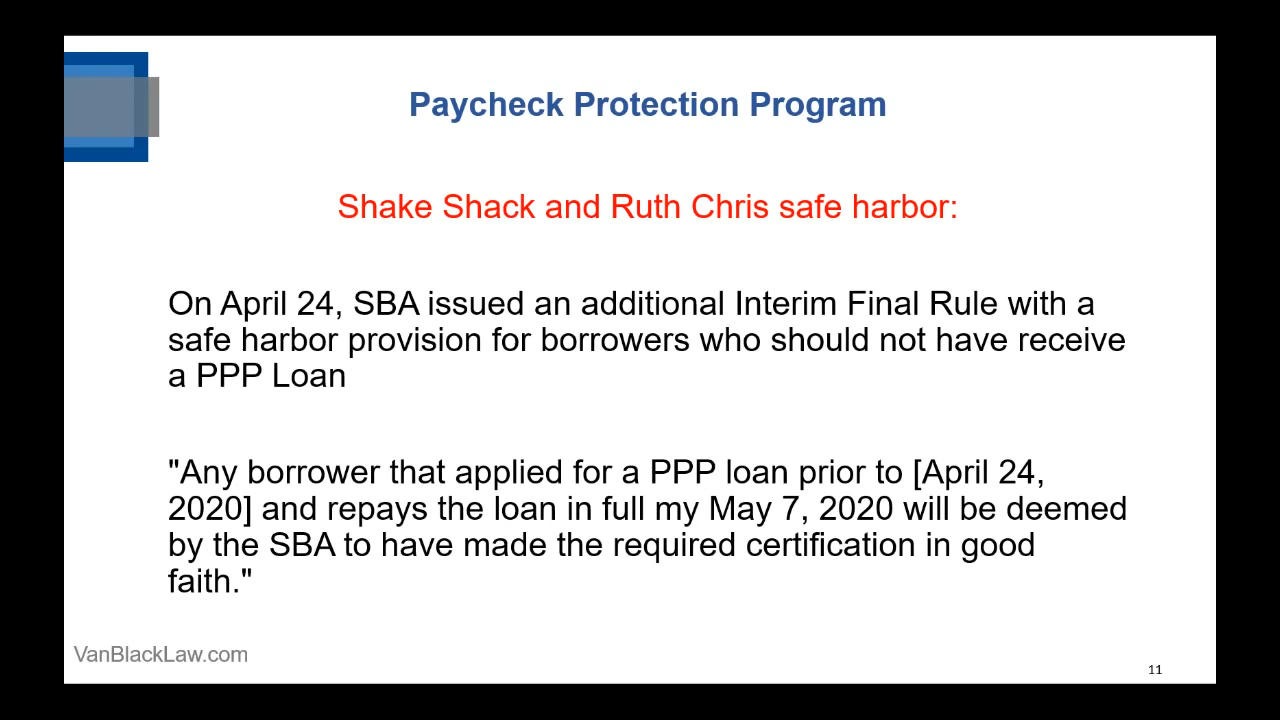 Paycheck Protection Program
Shake Shack and Ruth Chris safe harbor:
On April 24, SBA issued an additional Interim Final Rule with a
safe harbor provision for borrowers who should not have receive
a PPP Loan
"Any borrower that applied for a PPP loan prior to [April 24,
2020] and repays the loan in full my May 7, 2020 will be deemed
by the SBA to have made the required certification in good
faith."
VanBlackLaw.com
11